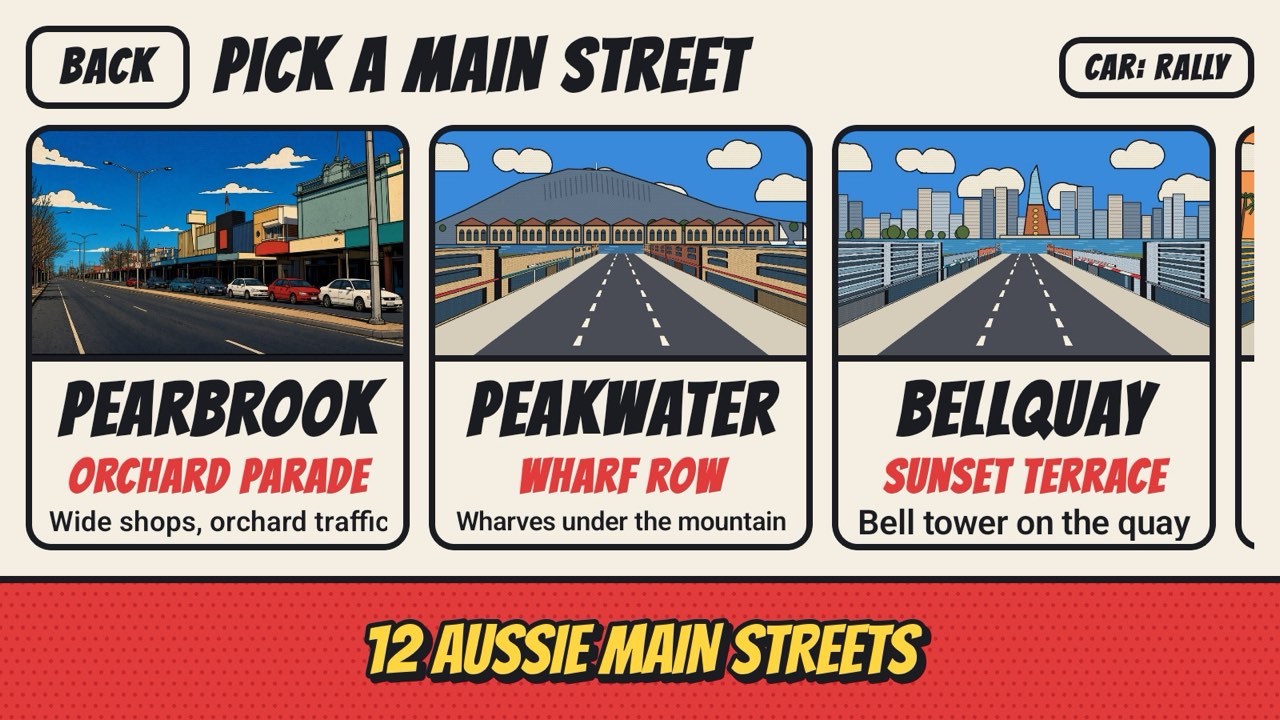 BACK
PICK A MAIN STREET
CAR: RALLY
PEARBROOK
ORCHARD PARADE
Wide shops, orchard traffic
PEAKWATER
WHARF ROW
Wharves under the mountain
BELLQUAY
SUNSET TERRACE
Bell tower on the quay
12 AUSSIE MAIN STREETS